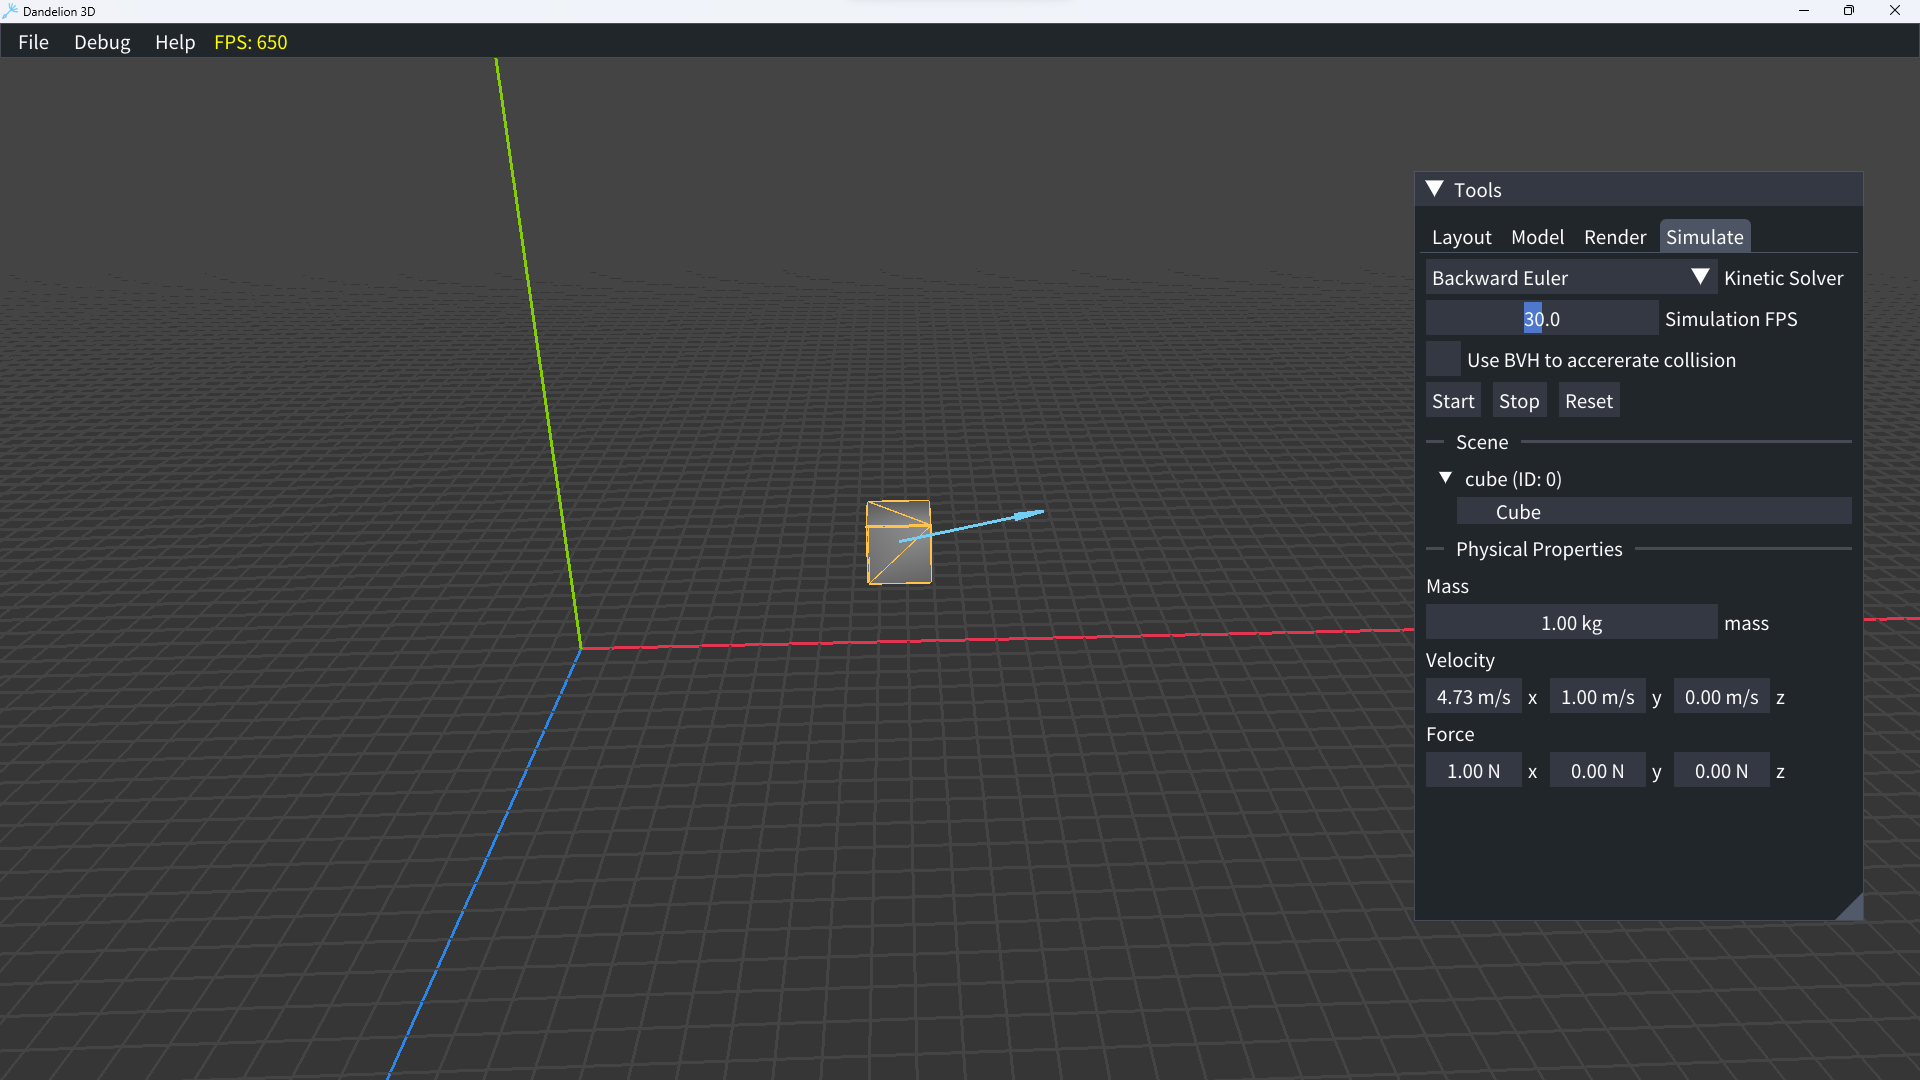 Dandelion 3D
File Debug Help FPS: 650
Tools
Layout Model Render Simulate
Backward Euler Kinetic Solver
30.0 Simulation FPS
Use BVH to accererate collision
Start Stop Reset
Scene
cube (ID: 0)
Cube
Physical Properties
Mass
1.00 kg mass
Velocity
4.73 m/s x 1.00 m/s y 0.00 m/s z
Force
1.00 N x 0.00 N y 0.00 N z